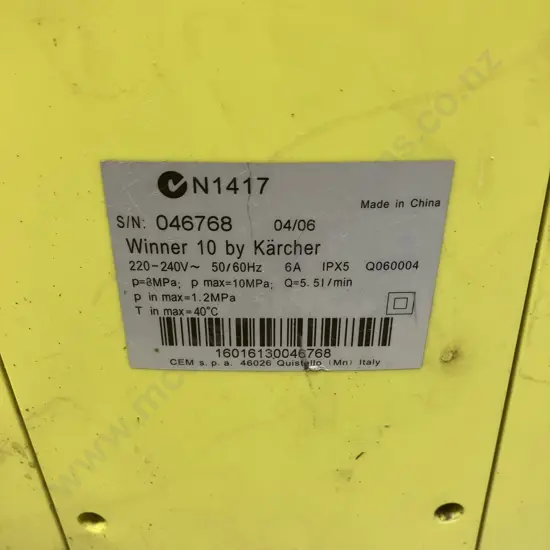 N1417
Made in China
S/N: 046768 04/06
Winner 10 by Kärcher
220-240V~ 50/60Hz 6A IPX5 Q060004
p=8MPa; p max=10MPa; Q=5.5l/min
p in max=1.2MPa
T in max=40°C
16016130046768
CEM s.p.a. 46026 Quistello (Mn) Italy